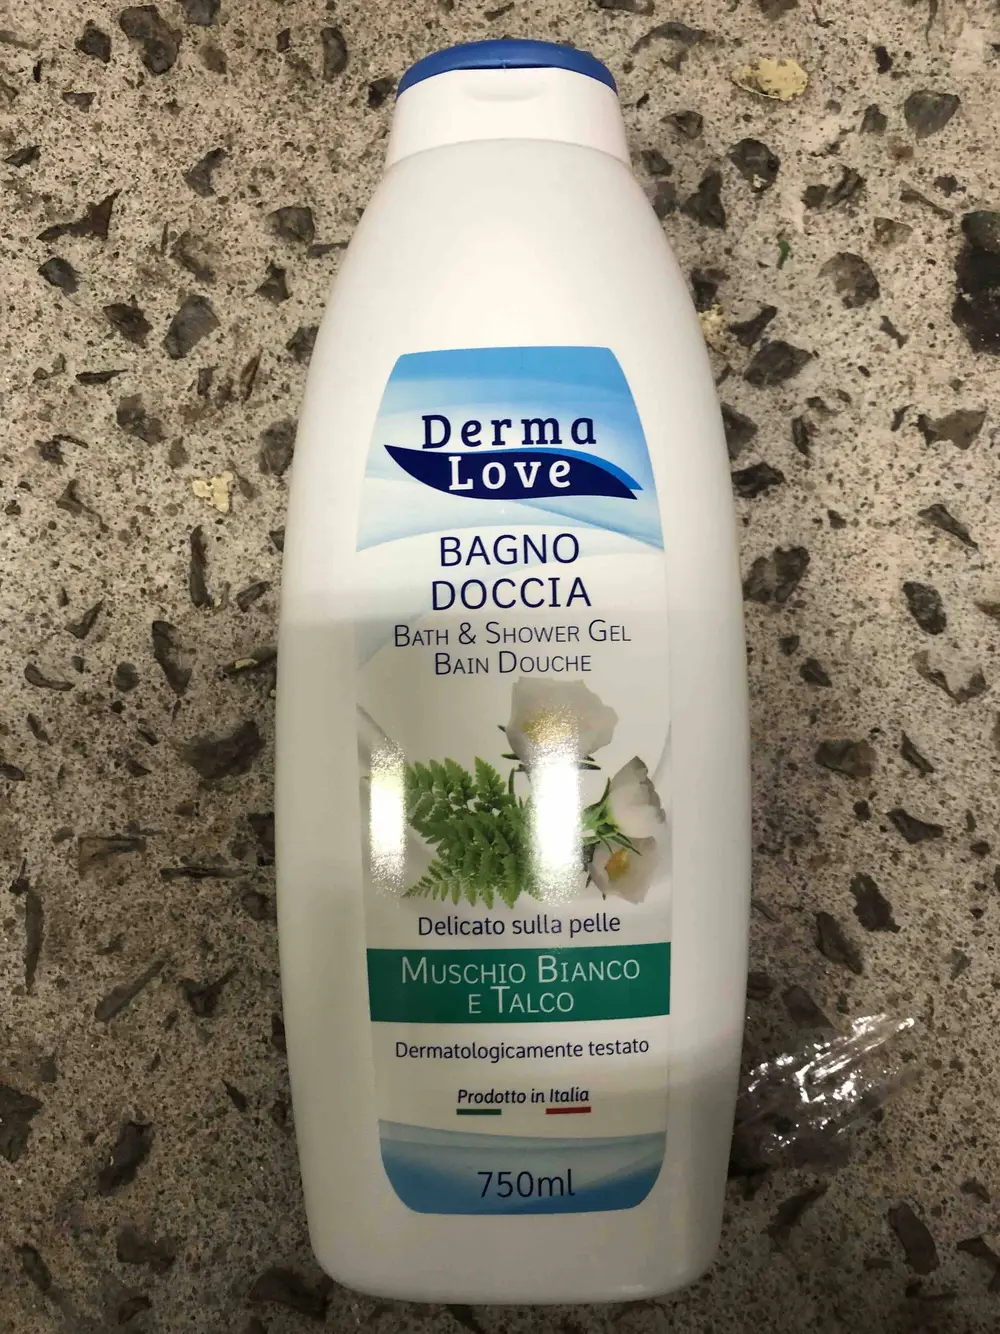 Derma
Love
BAGNO
DOCCIA
BATH & SHOWER GEL
BAIN DOUCHE
Delicato sulla pelle
MUSCHIO BIANCO
E TALCO
Dermatologicamente testato
Prodotto in Italia
750ml